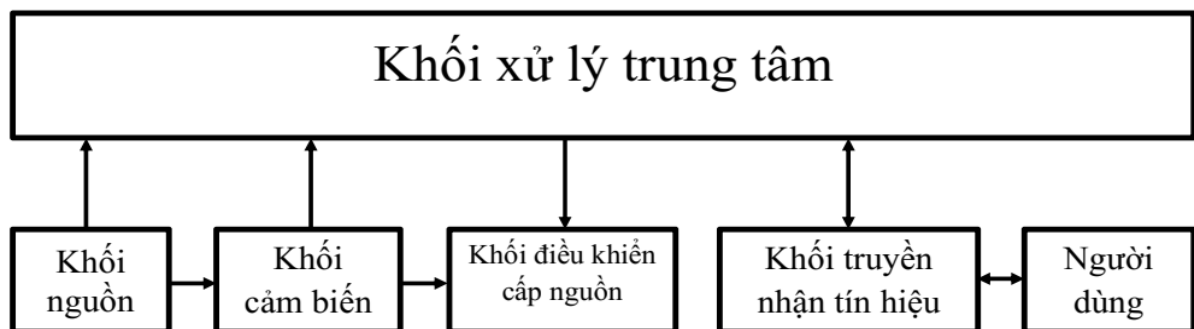 Khối xử lý trung tâm
Khối
nguồn
Khối
cảm biến
Khối điều khiển
cấp nguồn
Khối truyền
nhận tín hiệu
Người
dùng